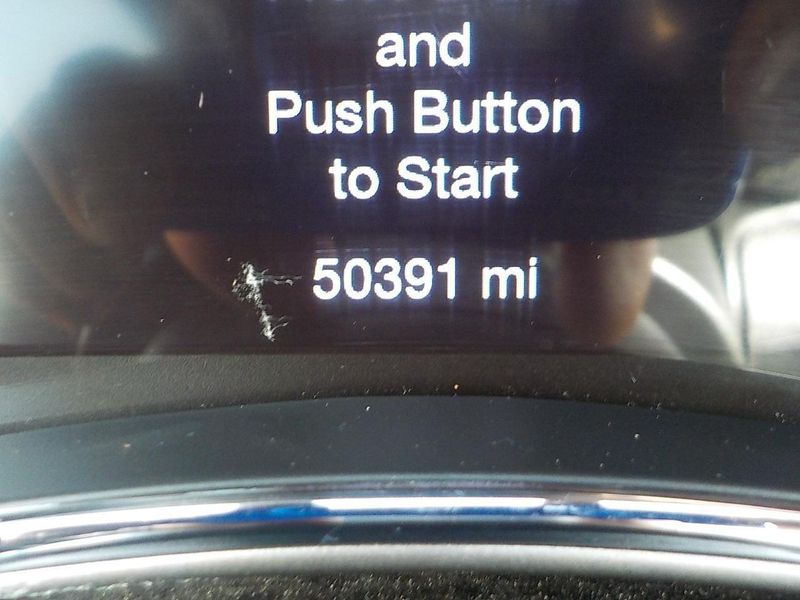 and
Push Button
to Start
50391 mi